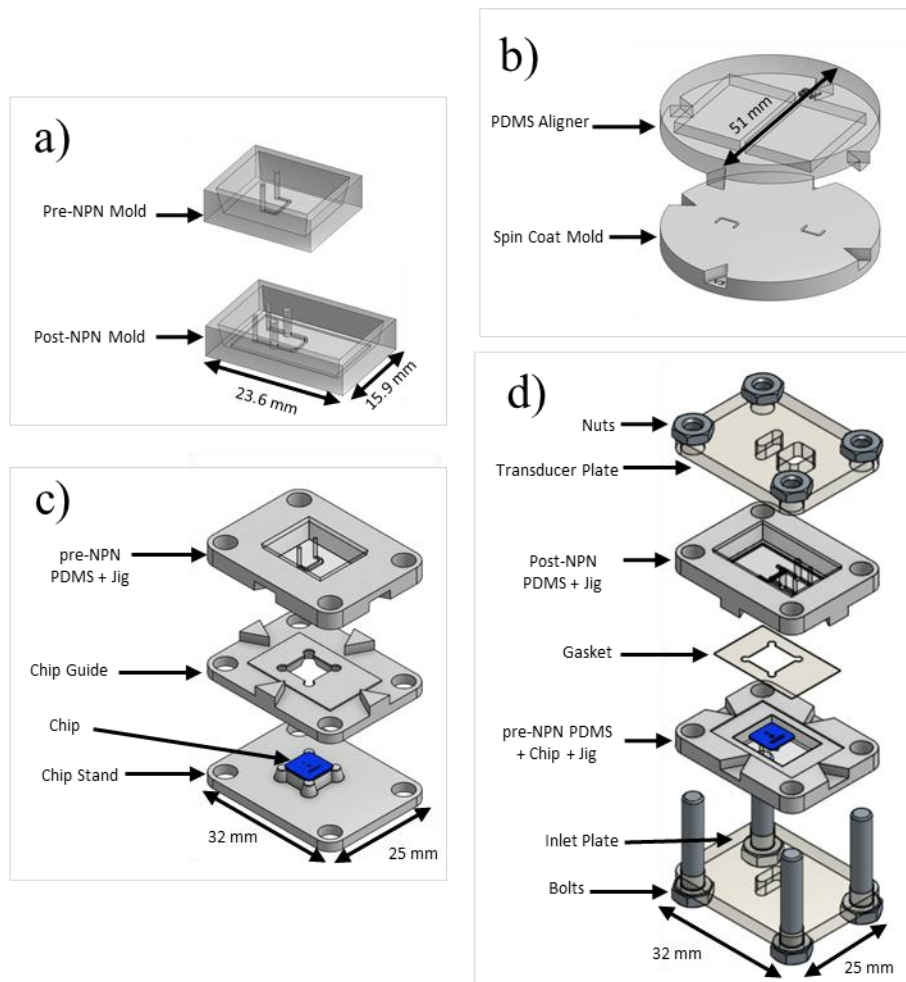 a)
Pre-NPN Mold
Post-NPN Mold
23.6 mm
15.9 mm
b)
PDMS Aligner
51 mm
Spin Coat Mold
c)
pre-NPN
PDMS + Jig
Chip Guide
Chip
Chip Stand
32 mm
25 mm
d)
Nuts
Transducer Plate
Post-NPN
PDMS + Jig
Gasket
pre-NPN PDMS
+ Chip + Jig
Inlet Plate
Bolts
32 mm
25 mm